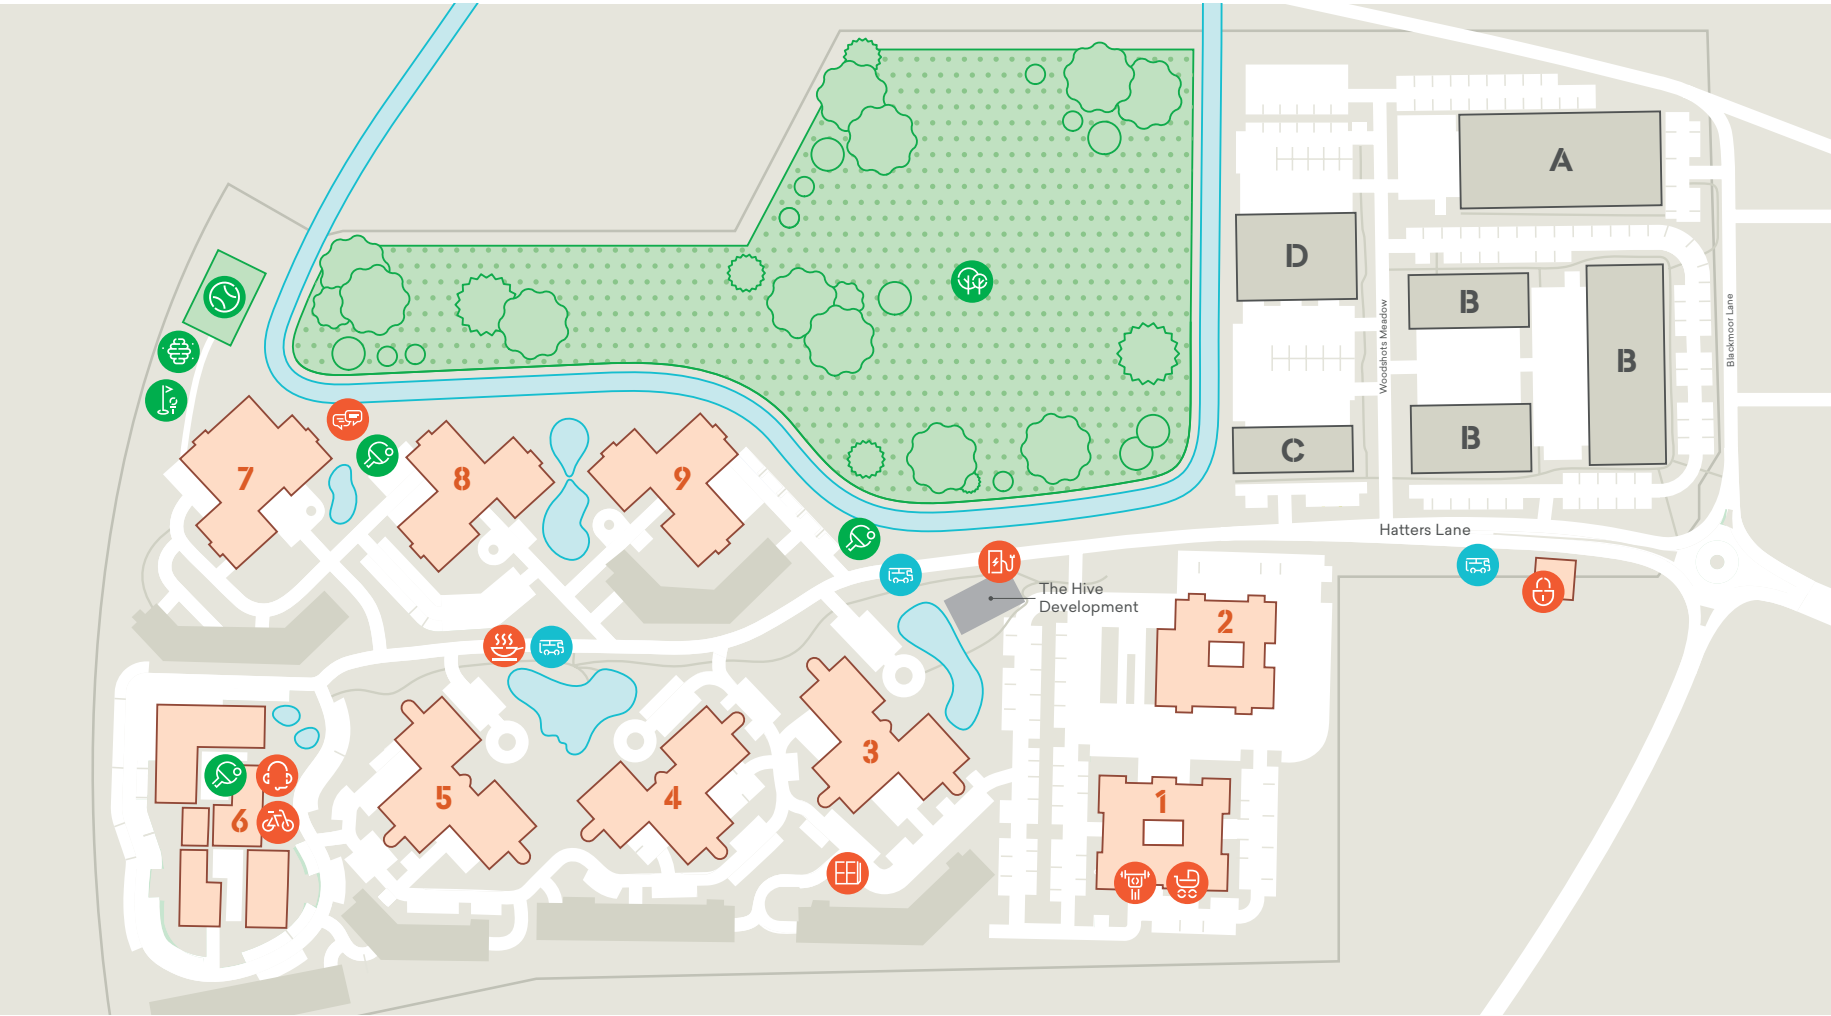 A
D
B
B
Woodshots Meadow
Blackmoor Lane
B
C
7
8
9
Hatters Lane
The Hive
Development
2
3
5
4
1
6